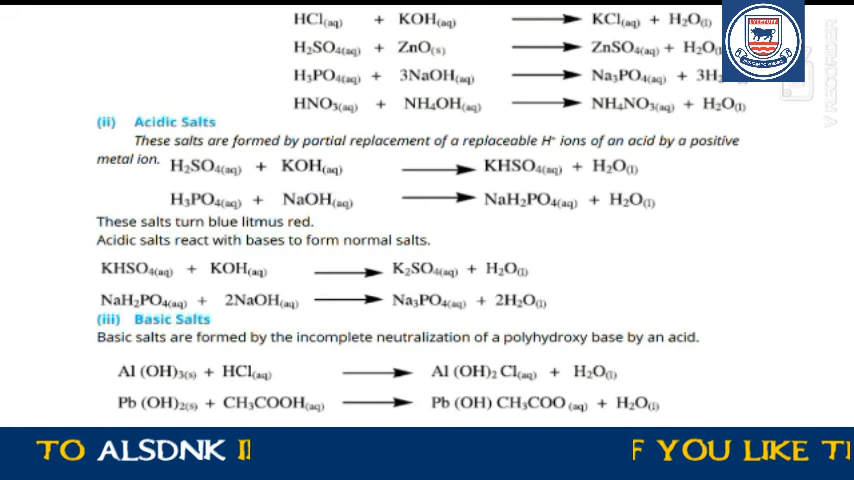 HCl(aq) + KOH(aq) ⟶ KCl(aq) + H₂O(l)
H₂SO₄(aq) + ZnO(s) ⟶ ZnSO₄(aq) + H₂O(l
H₃PO₄(aq) + 3NaOH(aq) ⟶ Na₃PO₄(aq) + 3H₂
HNO₃(aq) + NH₄OH(aq) ⟶ NH₄NO₃(aq) + H₂O(l)
(ii) Acidic Salts
These salts are formed by partial replacement of a replaceable H⁺ ions of an acid by a positive
metal ion.
H₂SO₄(aq) + KOH(aq) ⟶ KHSO₄(aq) + H₂O(l)
H₃PO₄(aq) + NaOH(aq) ⟶ NaH₂PO₄(aq) + H₂O(l)
These salts turn blue litmus red.
Acidic salts react with bases to form normal salts.
KHSO₄(aq) + KOH(aq) ⟶ K₂SO₄(aq) + H₂O(l)
NaH₂PO₄(aq) + 2NaOH(aq) ⟶ Na₃PO₄(aq) + 2H₂O(l)
(iii) Basic Salts
Basic salts are formed by the incomplete neutralization of a polyhydroxy base by an acid.
Al (OH)₃(s) + HCl(aq) ⟶ Al (OH)₂ Cl(aq) + H₂O(l)
Pb (OH)₂(s) + CH₃COOH(aq) ⟶ Pb (OH) CH₃COO (aq) + H₂O(l)
V RECORDER
TO ALSDNK I
F YOU LIKE T